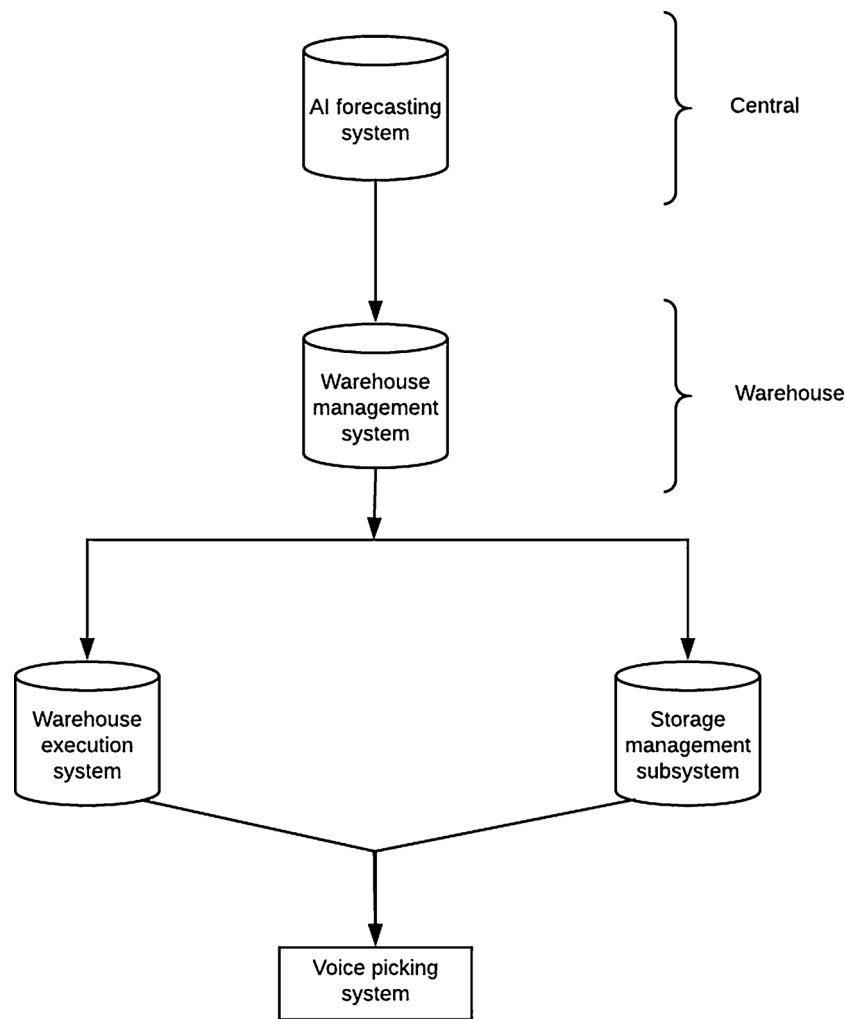 AI forecasting
system
Central
Warehouse
management
system
Warehouse
Warehouse
execution
system
Storage
management
subsystem
Voice picking
system